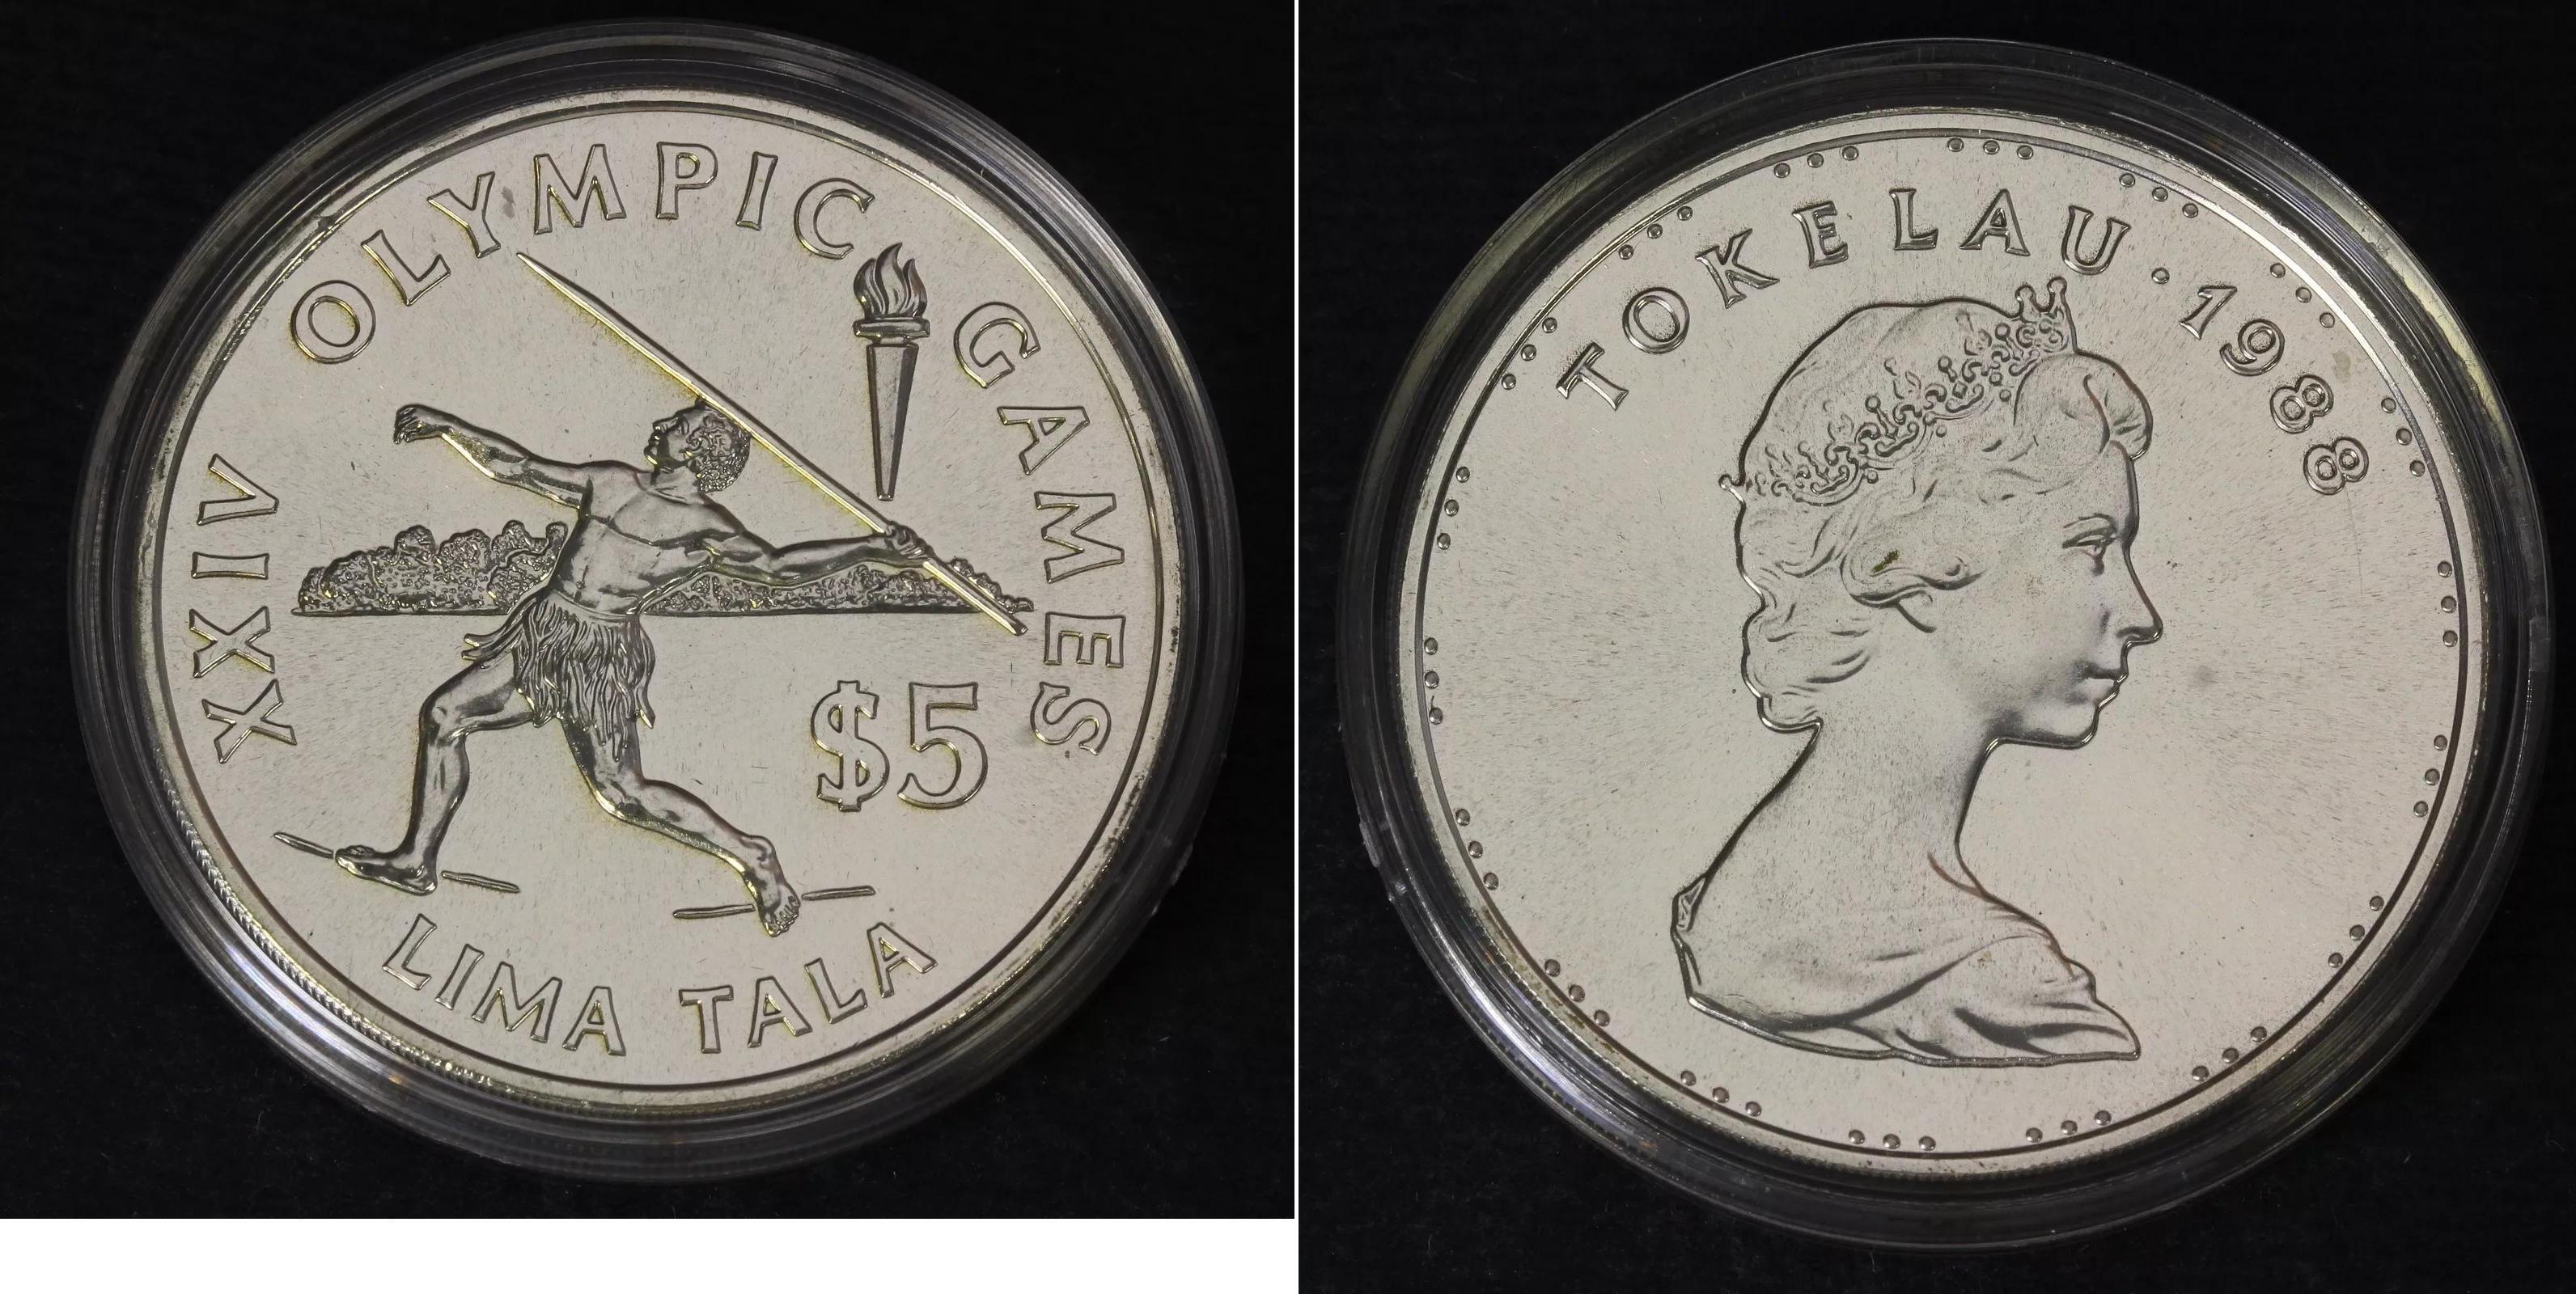 XXIV OLYMPIC GAMES
$5
LIMA TALA
TOKELAU · 1988